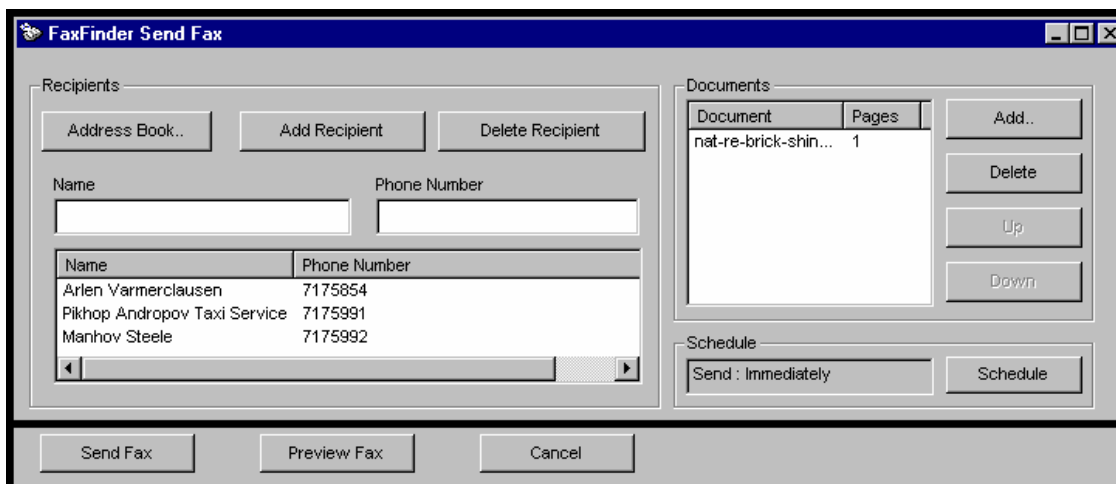 FaxFinder Send Fax
Recipients
Address Book..
Add Recipient
Delete Recipient
Name
Phone Number
Name Phone Number
Arlen Varmerclausen 7175854
Pikhop Andropov Taxi Service 7175991
Manhov Steele 7175992
Documents
Document Pages
nat-re-brick-shin... 1
Add..
Delete
Up
Down
Schedule
Send : Immediately
Schedule
Send Fax
Preview Fax
Cancel